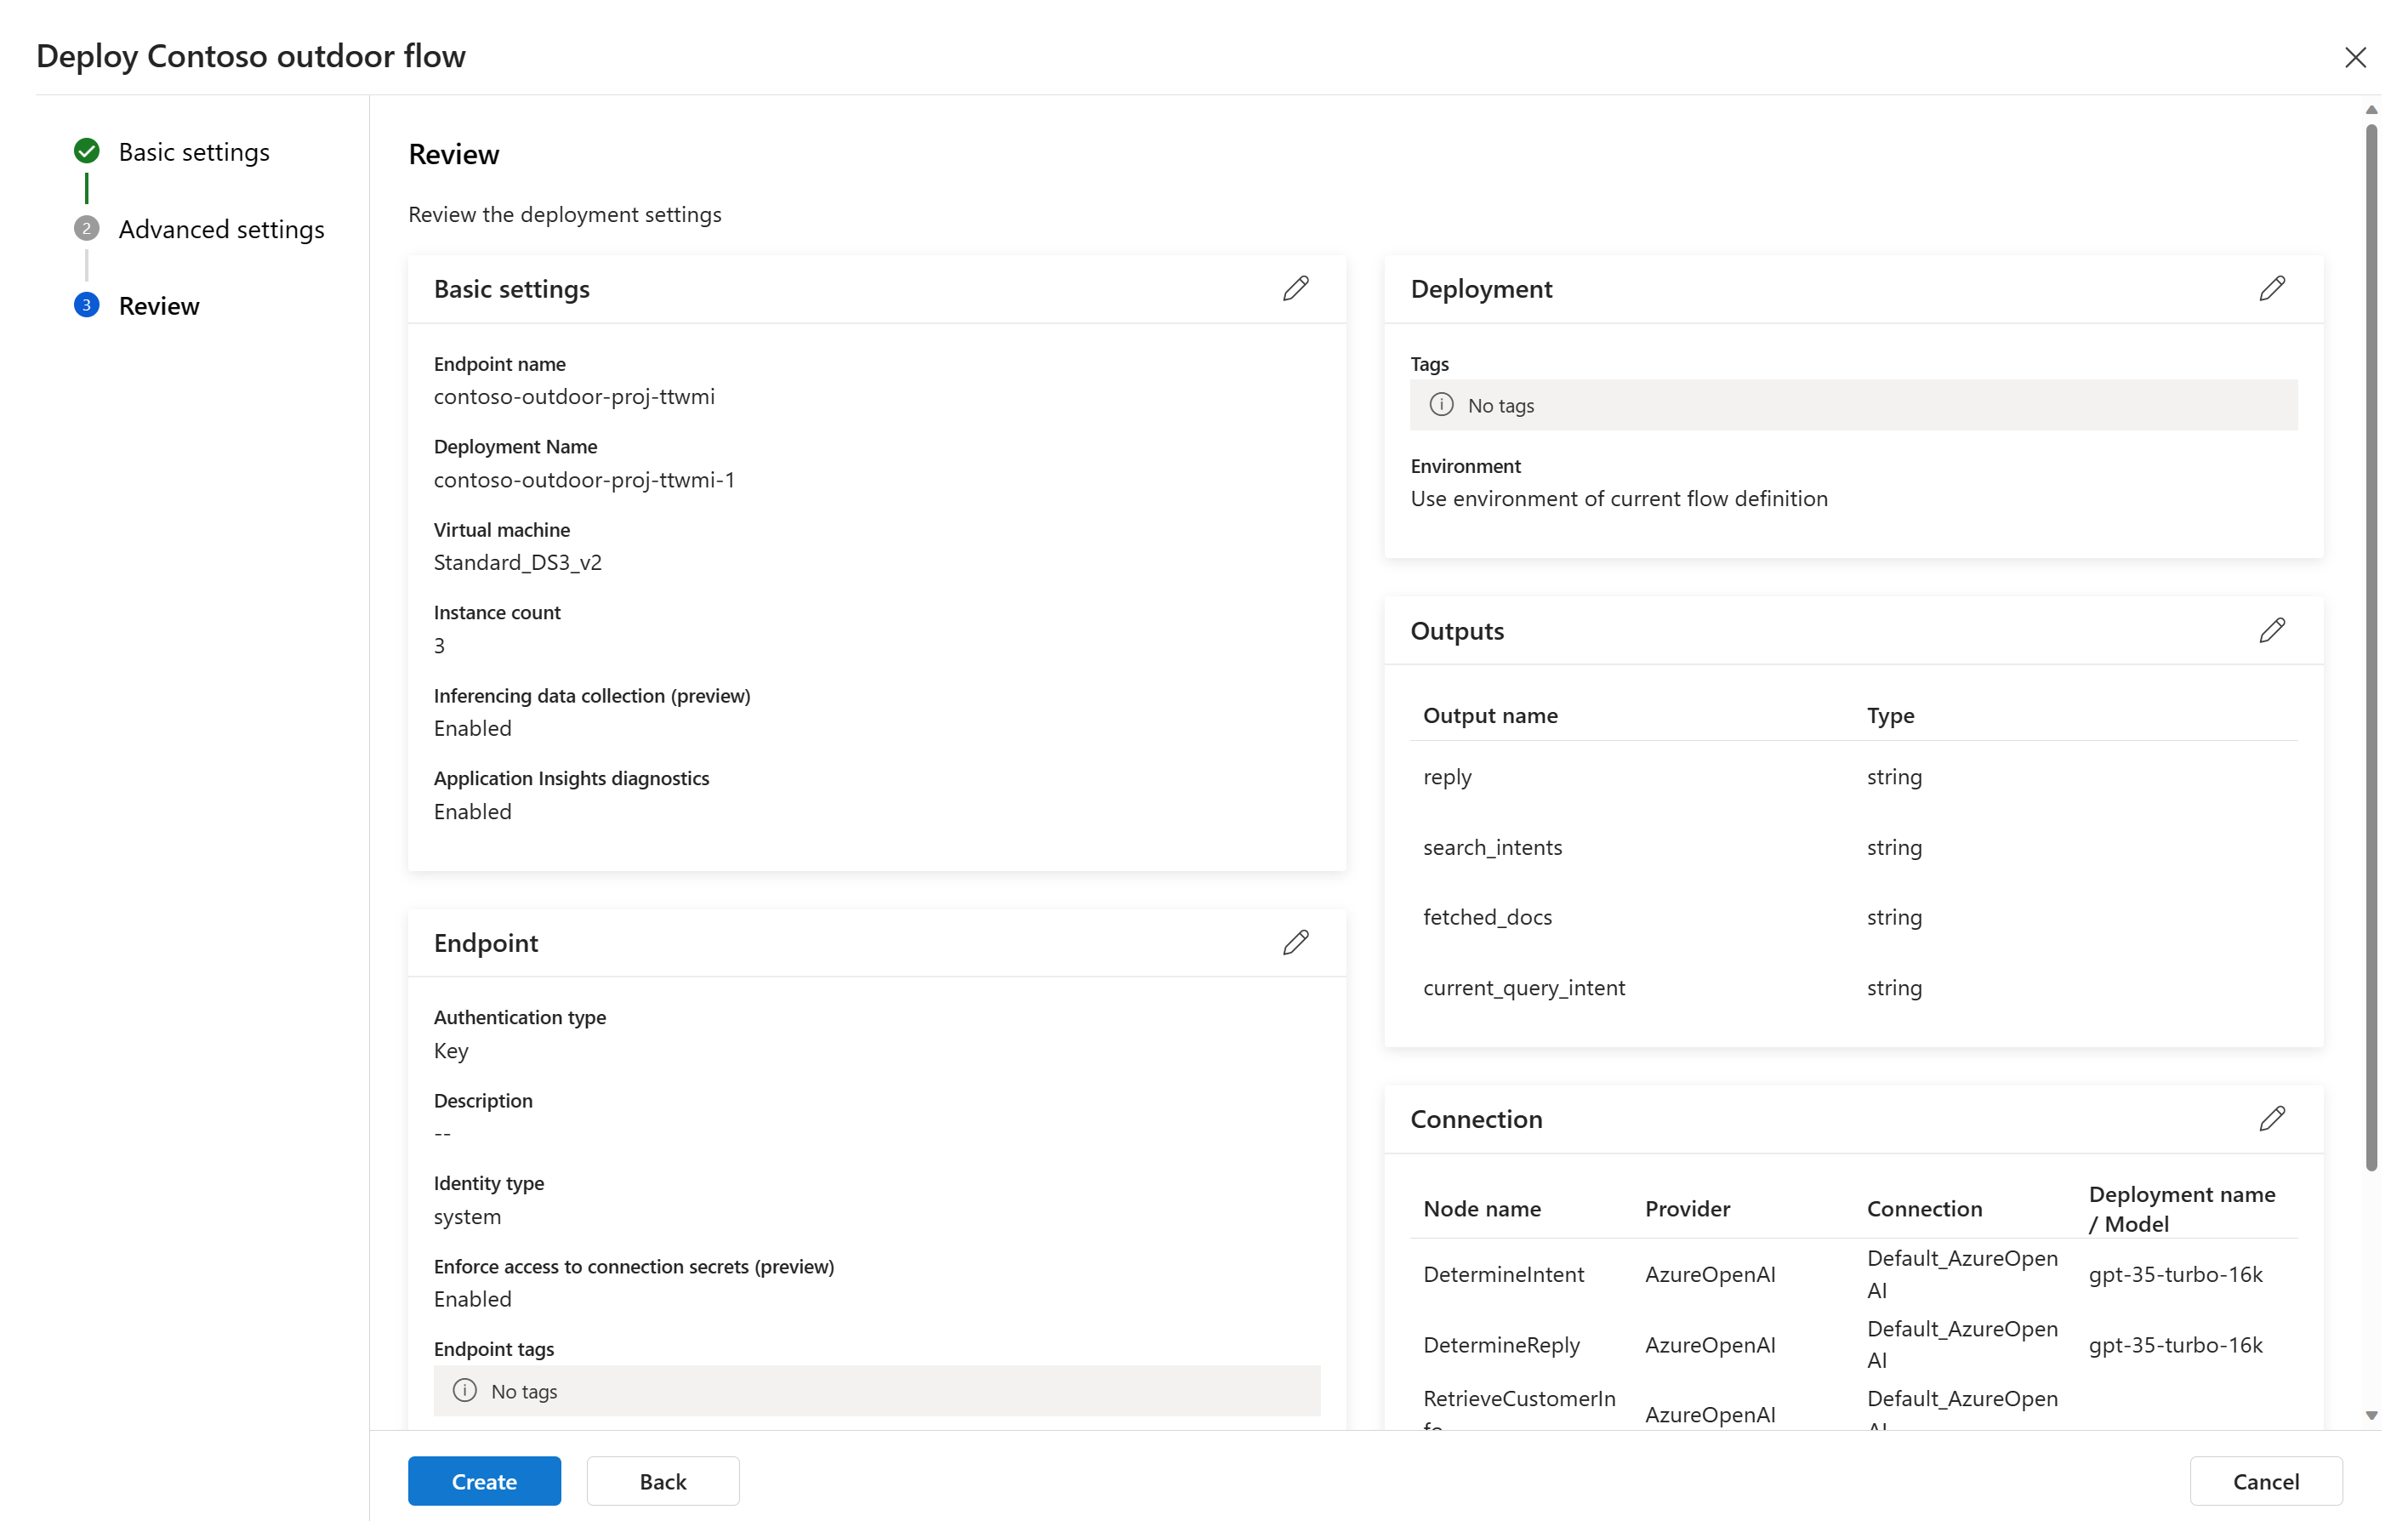 Deploy Contoso outdoor flow
Basic settings
2
Advanced settings
3
Review
Review
Review the deployment settings
Basic settings
Endpoint name
contoso-outdoor-proj-ttwmi
Deployment Name
contoso-outdoor-proj-ttwmi-1
Virtual machine
Standard_DS3_v2
Instance count
3
Inferencing data collection (preview)
Enabled
Application Insights diagnostics
Enabled
Endpoint
Authentication type
Key
Description
--
Identity type
system
Enforce access to connection secrets (preview)
Enabled
Endpoint tags
No tags
Deployment
Tags
No tags
Environment
Use environment of current flow definition
Outputs
Output name Type
reply string
search_intents string
fetched_docs string
current_query_intent string
Connection
Node name Provider Connection Deployment name
/ Model
DetermineIntent AzureOpenAI Default_AzureOpen
AI gpt-35-turbo-16k
DetermineReply AzureOpenAI Default_AzureOpen
AI gpt-35-turbo-16k
RetrieveCustomerIn
AzureOpenAI Default_AzureOpen
Create
Back
Cancel